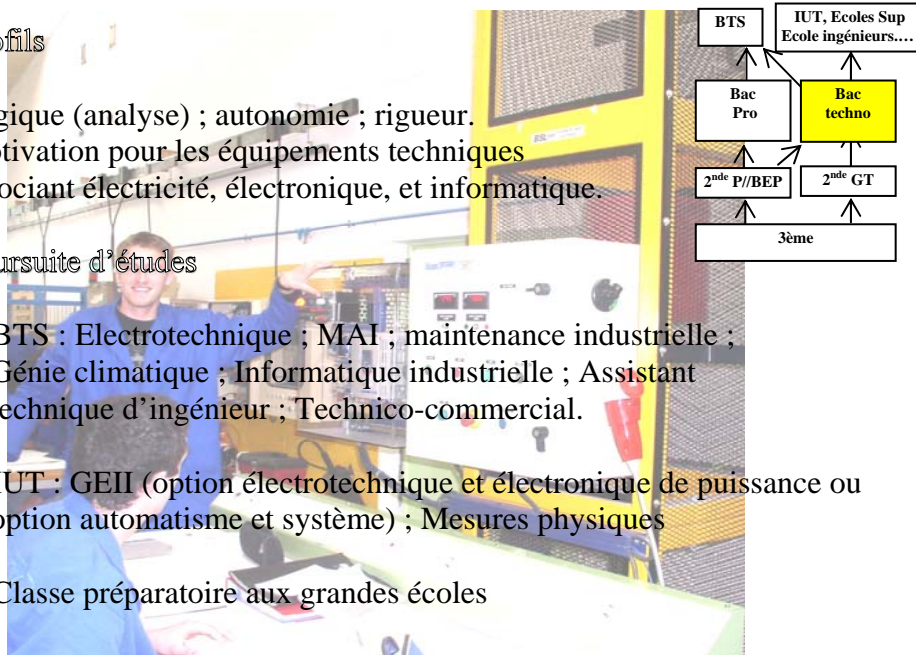 ofils
gique (analyse) ; autonomie ; rigueur.
tivation pour les équipements techniques
ociant électricité, électronique, et informatique.
ursuite d’études
BTS : Electrotechnique ; MAI ; maintenance industrielle ;
Génie climatique ; Informatique industrielle ; Assistant
technique d’ingénieur ; Technico-commercial.
IUT : GEII (option électrotechnique et électronique de puissance ou
option automatisme et système) ; Mesures physiques
Classe préparatoire aux grandes écoles
BTS
IUT, Ecoles Sup
Ecole ingénieurs.…
Bac
Pro
Bac
techno
2nde P//BEP
2nde GT
3ème